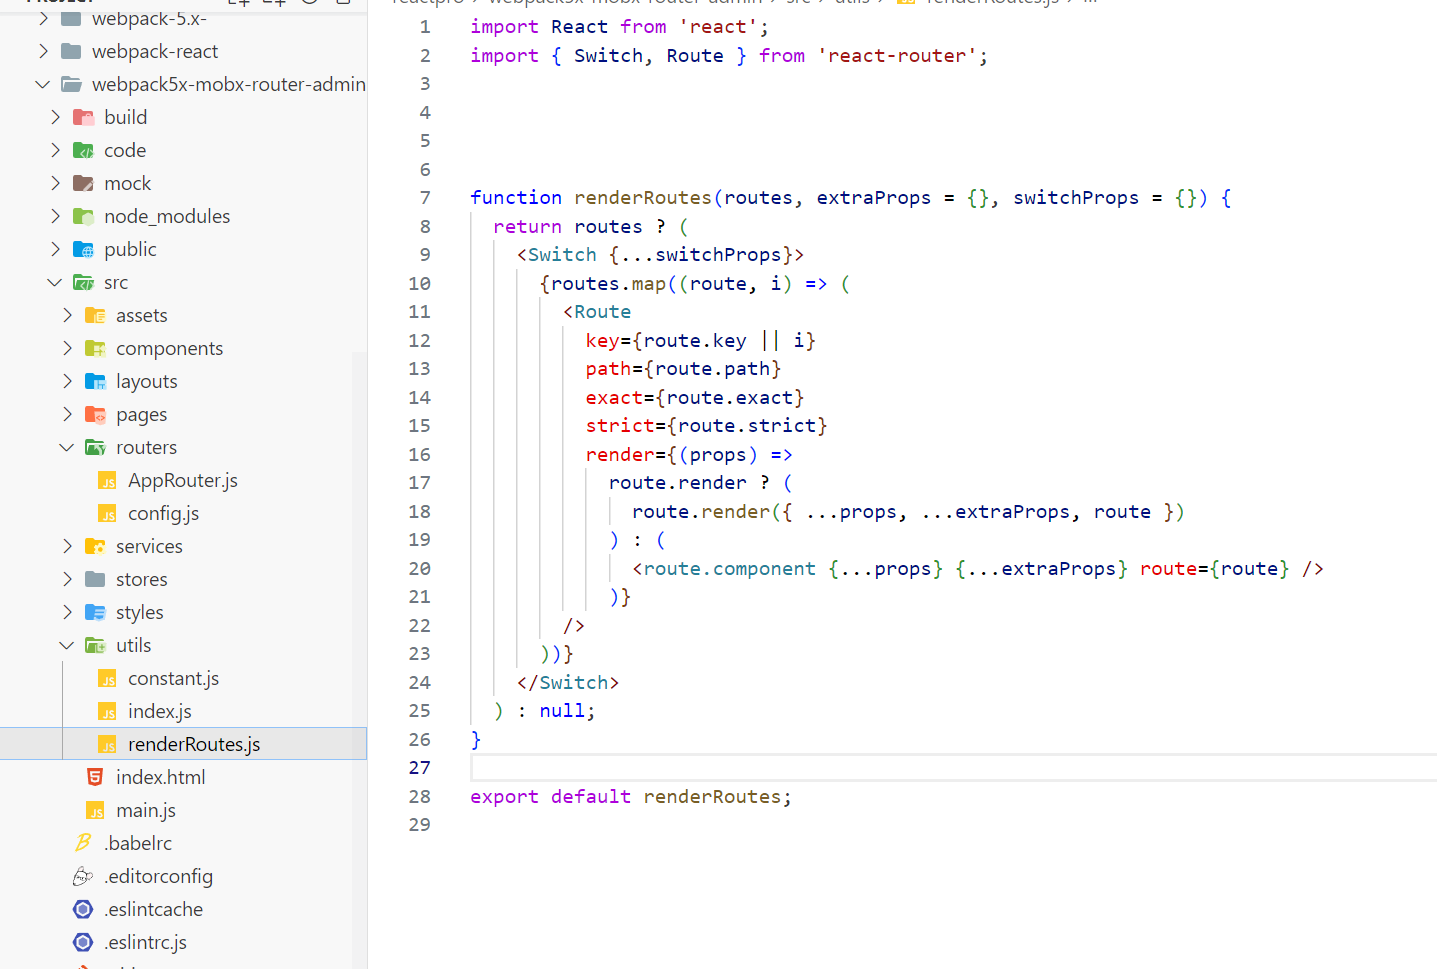 webpack-5.x-
webpack-react
webpack5x-mobx-router-admin
build
code
mock
node_modules
public
src
assets
components
layouts
pages
routers
AppRouter.js
config.js
services
stores
styles
utils
constant.js
index.js
renderRoutes.js
index.html
main.js
.babelrc
.editorconfig
.eslintcache
.eslintrc.js
1 import React from 'react';
2 import { Switch, Route } from 'react-router';
3
4
5
6
7 function renderRoutes(routes, extraProps = {}, switchProps = {}) {
8 return routes ? (
9 <Switch {...switchProps}>
10 {routes.map((route, i) => (
11 <Route
12 key={route.key || i}
13 path={route.path}
14 exact={route.exact}
15 strict={route.strict}
16 render={(props) =>
17 route.render ? (
18 route.render({ ...props, ...extraProps, route })
19 ) : (
20 <route.component {...props} {...extraProps} route={route} />
21 )}
22 />
23 ))}
24 </Switch>
25 ) : null;
26 }
27
28 export default renderRoutes;
29